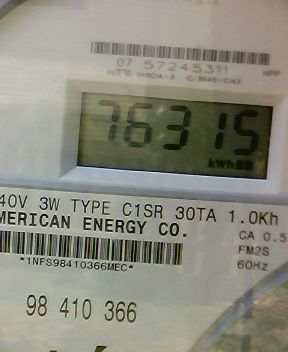 07 57245311
76315
kWh
40V 3W TYPE C1SR 30TA 1.0Kh
MERICAN ENERGY CO.
CA 0.5
*1NFS98410366MEC*
FM2S
60Hz
98 410 366